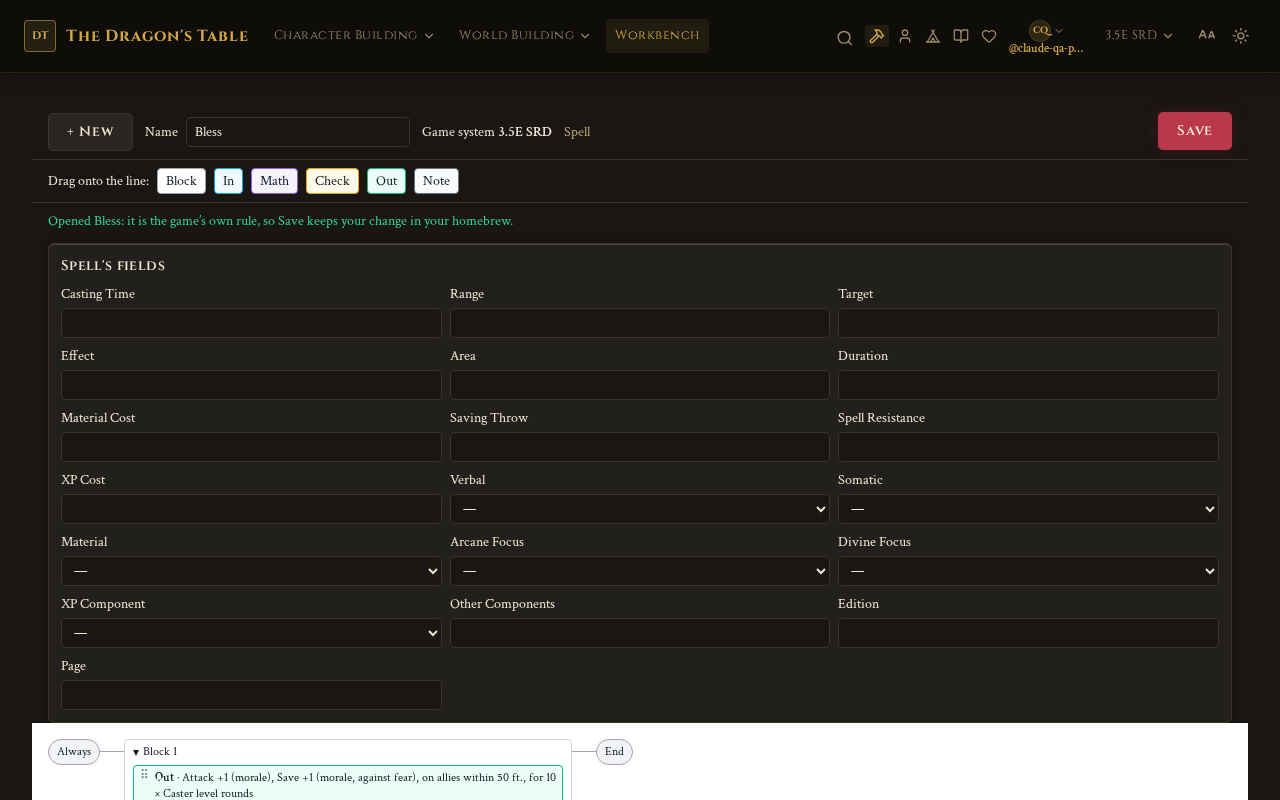 DT The Dragon's Table Character Building World Building Workbench CQ 3.5E SRD AA
@claude-qa-p...
+ New Name Bless Game system 3.5E SRD Spell Save
Drag onto the line: Block In Math Check Out Note
Opened Bless: it is the game's own rule, so Save keeps your change in your homebrew.
Spell's fields
Casting Time Range Target
Effect Area Duration
Material Cost Saving Throw Spell Resistance
XP Cost Verbal Somatic
— —
Material Arcane Focus Divine Focus
— — —
XP Component Other Components Edition
—
Page
Always ▾ Block 1 End
Out · Attack +1 (morale), Save +1 (morale, against fear), on allies within 50 ft., for 10
× Caster level rounds